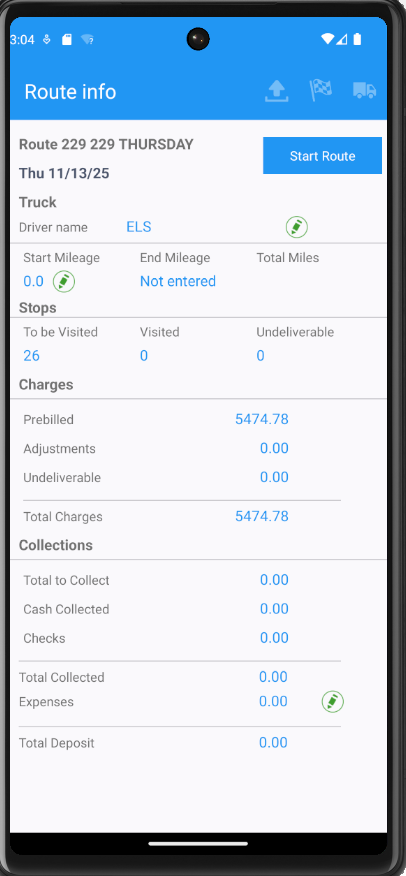 3:04
Route info
Route 229 229 THURSDAY
Start Route
Thu 11/13/25
Truck
Driver name ELS
Start Mileage End Mileage Total Miles
0.0 Not entered
Stops
To be Visited Visited Undeliverable
26 0 0
Charges
Prebilled 5474.78
Adjustments 0.00
Undeliverable 0.00
Total Charges 5474.78
Collections
Total to Collect 0.00
Cash Collected 0.00
Checks 0.00
Total Collected 0.00
Expenses 0.00
Total Deposit 0.00